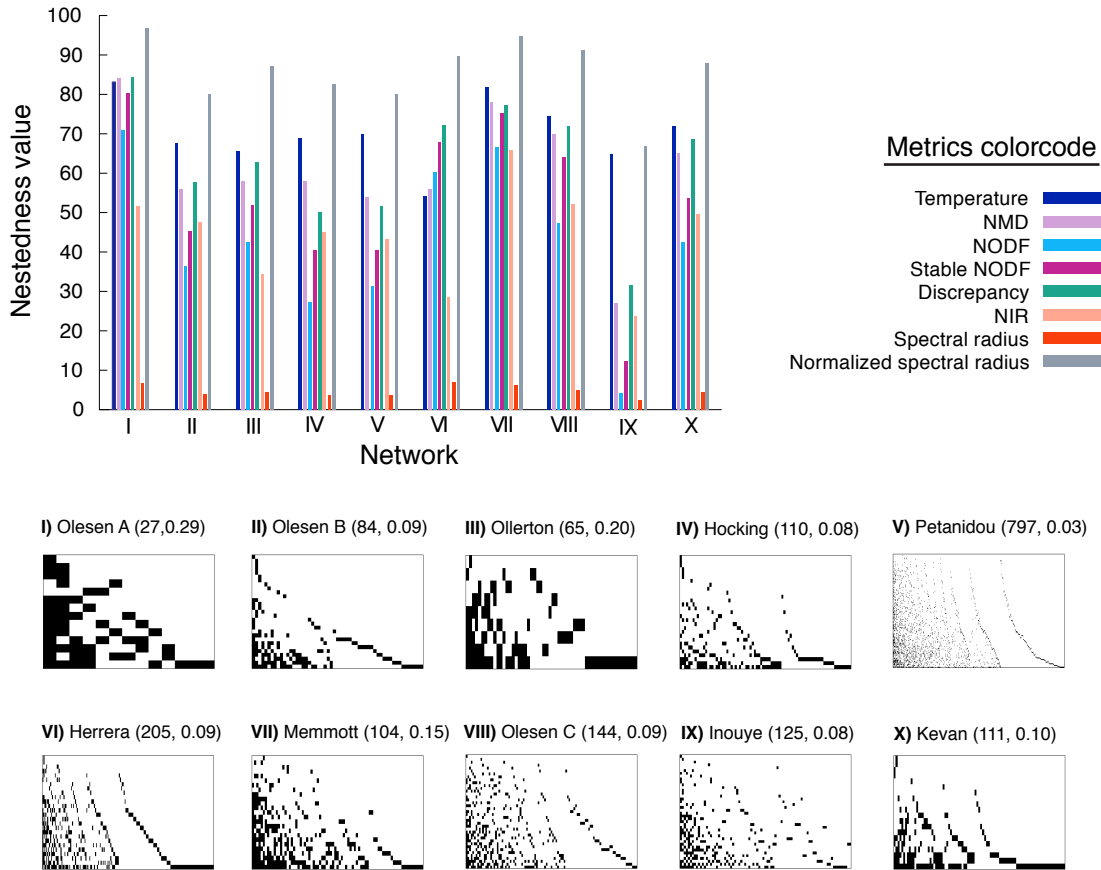 100
90
80
70
60
50
40
30
20
10
0
Nestedness value
I II III IV V VI VII VIII IX X
Network
Metrics colorcode
Temperature
NMD
NODF
Stable NODF
Discrepancy
NIR
Spectral radius
Normalized spectral radius
I) Olesen A (27,0.29)
II) Olesen B (84, 0.09)
III) Ollerton (65, 0.20)
IV) Hocking (110, 0.08)
V) Petanidou (797, 0.03)
VI) Herrera (205, 0.09)
VII) Memmott (104, 0.15)
VIII) Olesen C (144, 0.09)
IX) Inouye (125, 0.08)
X) Kevan (111, 0.10)